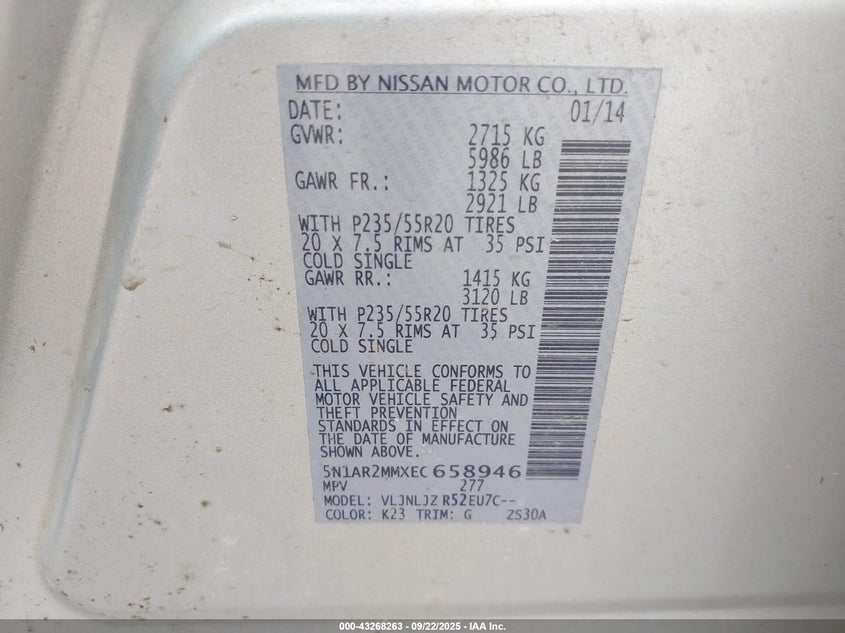 MFD BY NISSAN MOTOR CO., LTD.
DATE: 01/14
GVWR: 2715 KG
5986 LB
GAWR FR.: 1325 KG
2921 LB
WITH P235/55R20 TIRES
20 X 7.5 RIMS AT 35 PSI
COLD SINGLE
GAWR RR.: 1415 KG
3120 LB
WITH P235/55R20 TIRES
20 X 7.5 RIMS AT 35 PSI
COLD SINGLE
THIS VEHICLE CONFORMS TO
ALL APPLICABLE FEDERAL
MOTOR VEHICLE SAFETY AND
THEFT PREVENTION
STANDARDS IN EFFECT ON
THE DATE OF MANUFACTURE
SHOWN ABOVE.
5N1AR2MMXEC658946
MPV 277
MODEL: VLJNLJZ R52EU7C--
COLOR: K23 TRIM: G ZS30A
000-43268263 - 09/22/2025 - IAA Inc.